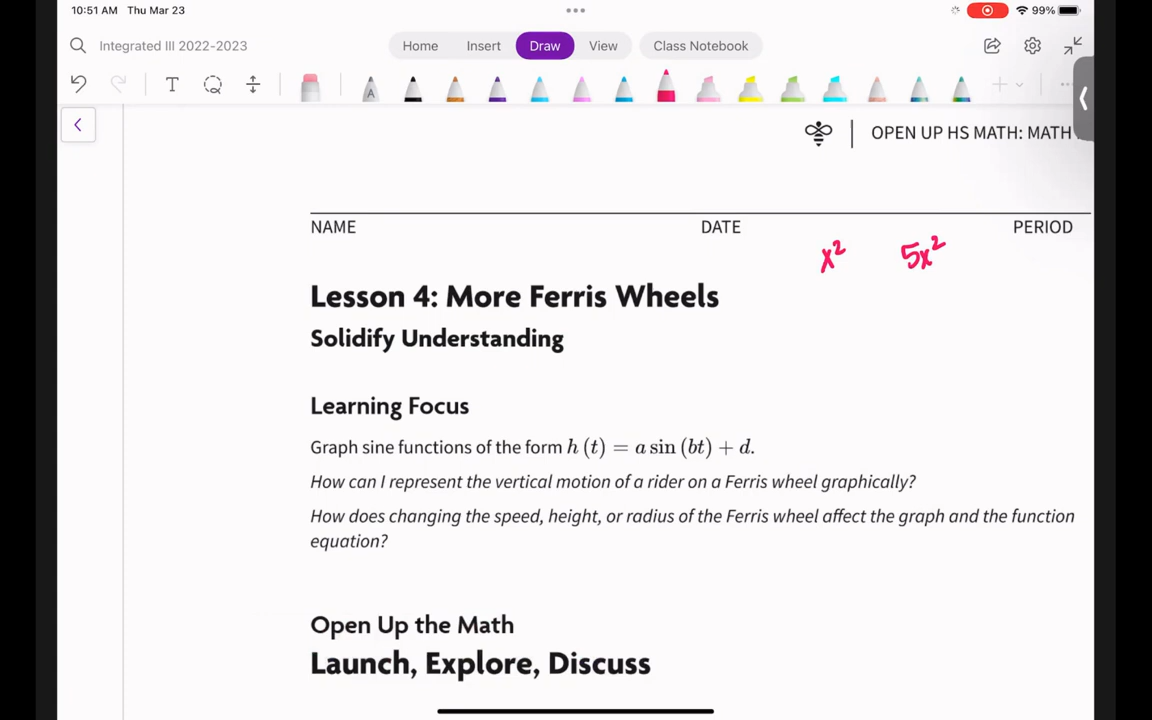 10:51 AM Thu Mar 23
99%
Integrated III 2022-2023
Home Insert Draw View Class Notebook
T
A
OPEN UP HS MATH: MATH
NAME DATE PERIOD
x² 5x²
Lesson 4: More Ferris Wheels
Solidify Understanding
Learning Focus
Graph sine functions of the form h (t) = a sin (bt) + d.
How can I represent the vertical motion of a rider on a Ferris wheel graphically?
How does changing the speed, height, or radius of the Ferris wheel affect the graph and the function
equation?
Open Up the Math
Launch, Explore, Discuss